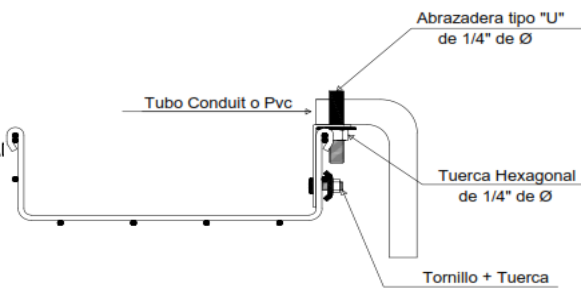 Abrazadera tipo "U"
de 1/4" de Ø
Tubo Conduit o Pvc
Tuerca Hexagonal
de 1/4" de Ø
Tornillo + Tuerca